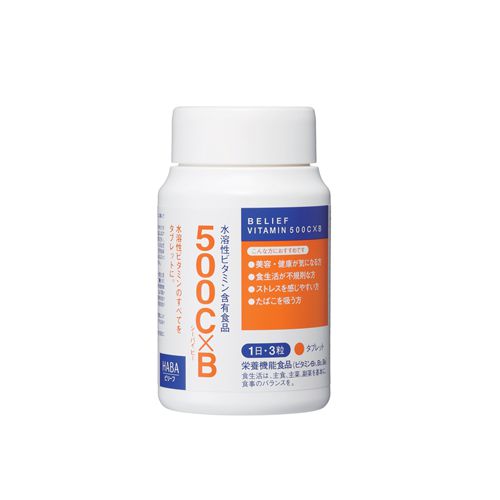 BELIEF
VITAMIN 500C×B
こんな方におすすめです
●美容・健康が気になる方
●食生活が不規則な方
●ストレスを感じやすい方
●たばこを吸う方
1日・3粒
タブレット
栄養機能食品
食生活は、主食、主菜、副菜を基本に、
食事のバランスを。
水溶性ビタミン含有食品
500C×B
シーバイビー
水溶性ビタミンのすべてを
タブレットに。
HABA
ビリーフ